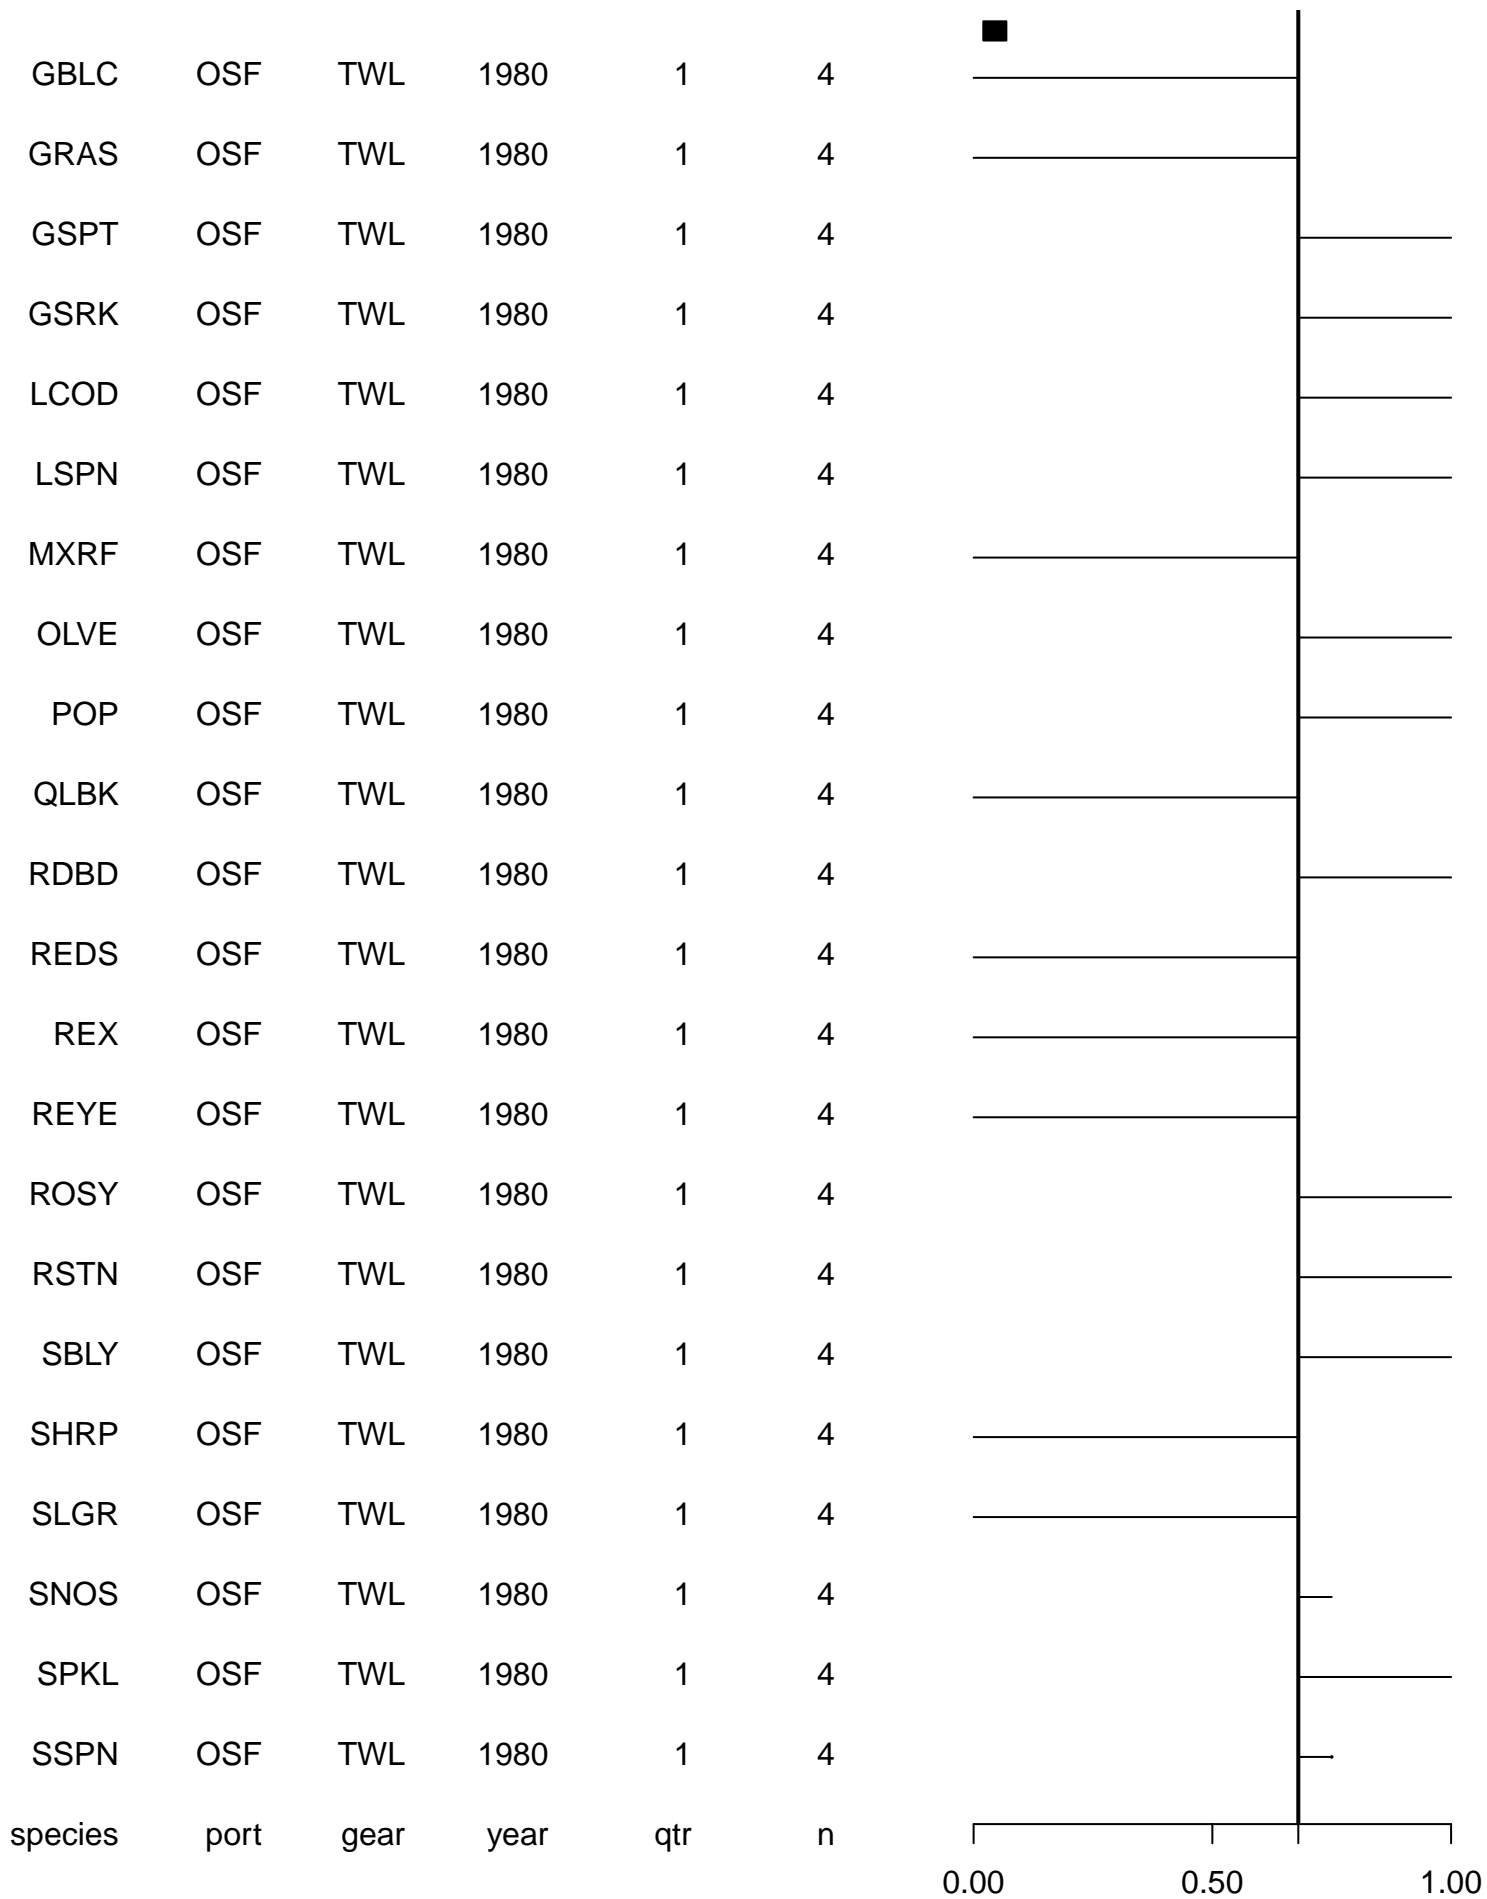 GBLC OSF TWL 1980 1 4
GRAS OSF TWL 1980 1 4
GSPT OSF TWL 1980 1 4
GSRK OSF TWL 1980 1 4
LCOD OSF TWL 1980 1 4
LSPN OSF TWL 1980 1 4
MXRF OSF TWL 1980 1 4
OLVE OSF TWL 1980 1 4
POP OSF TWL 1980 1 4
QLBK OSF TWL 1980 1 4
RDBD OSF TWL 1980 1 4
REDS OSF TWL 1980 1 4
REX OSF TWL 1980 1 4
REYE OSF TWL 1980 1 4
ROSY OSF TWL 1980 1 4
RSTN OSF TWL 1980 1 4
SBLY OSF TWL 1980 1 4
SHRP OSF TWL 1980 1 4
SLGR OSF TWL 1980 1 4
SNOS OSF TWL 1980 1 4
SPKL OSF TWL 1980 1 4
SSPN OSF TWL 1980 1 4
species port gear year qtr n
0.00 0.50 1.00